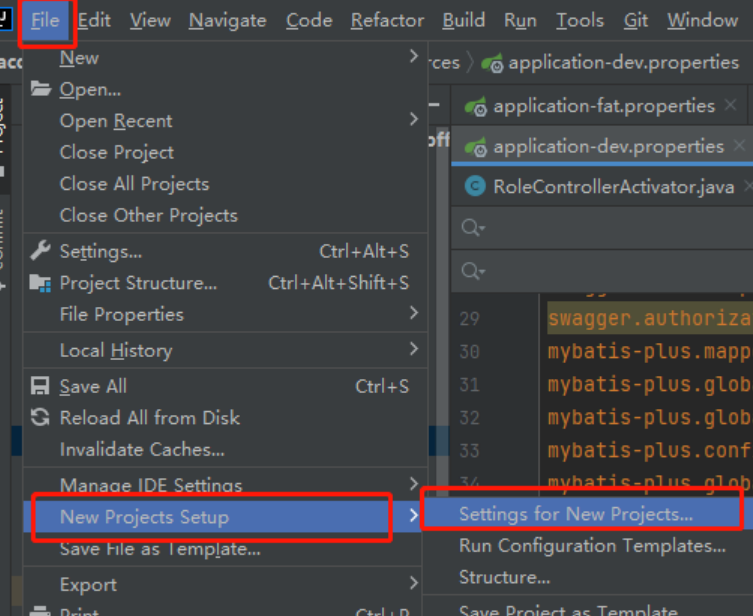 File Edit View Navigate Code Refactor Build Run Tools Git Window
New
Open...
Open Recent
Close Project
Close All Projects
Close Other Projects
Settings... Ctrl+Alt+S
Project Structure... Ctrl+Alt+Shift+S
File Properties
Local History
Save All Ctrl+S
Reload All from Disk
Invalidate Caches...
Manage IDE Settings
New Projects Setup
Save File as Template...
Export
Print
Settings for New Projects...
Run Configuration Templates...
Structure...
Save Project as Template
application-dev.properties
application-fat.properties
application-dev.properties
RoleControllerActivator.java
29 swagger.authoriza
30 mybatis-plus.mapp
31 mybatis-plus.glob
32 mybatis-plus.glob
33 mybatis-plus.conf
34 mybatis-plus.glob